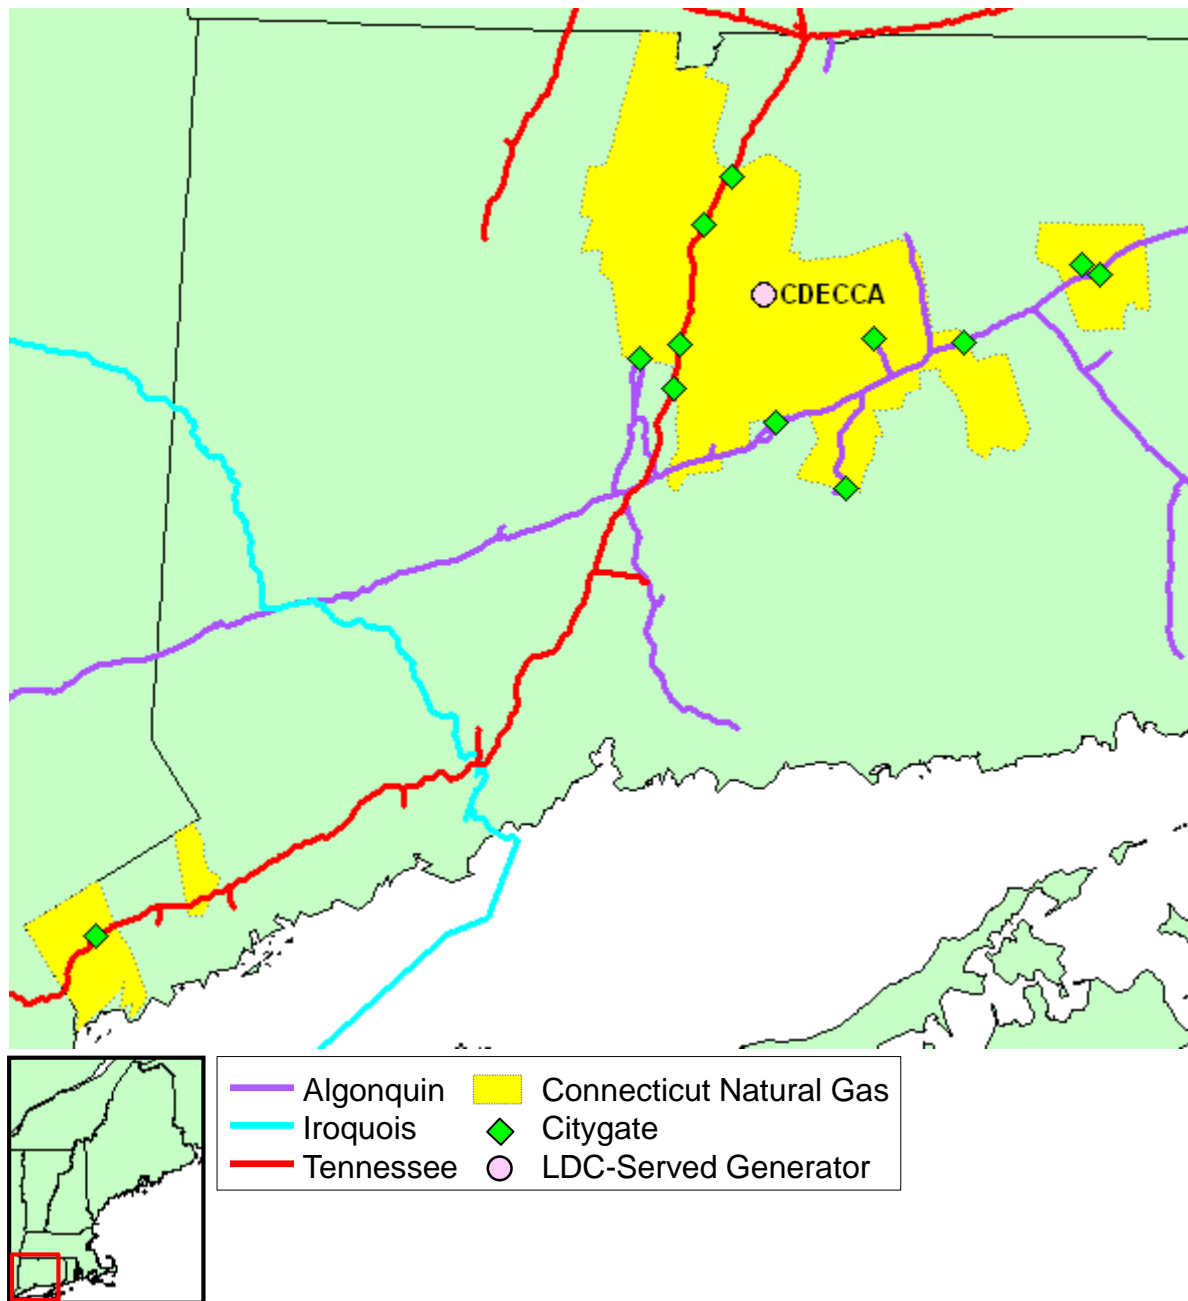 CDECCA
Algonquin Connecticut Natural Gas
Iroquois Citygate
Tennessee LDC-Served Generator